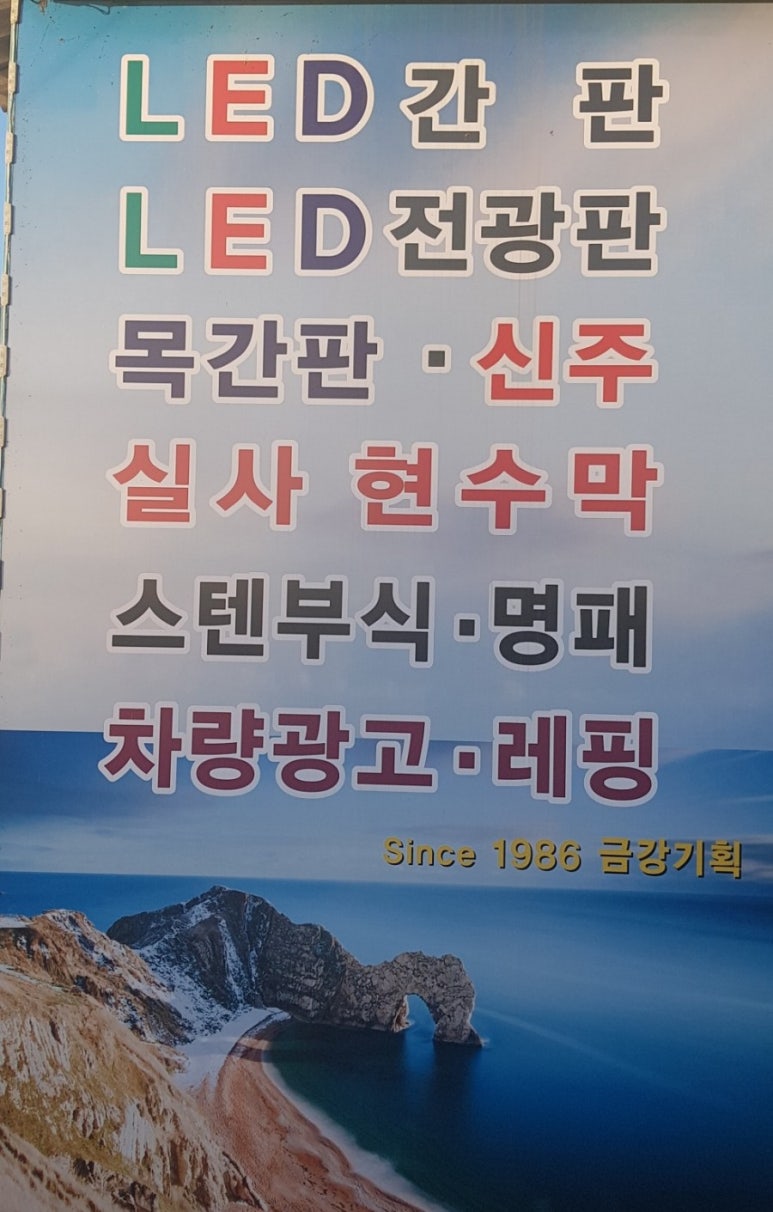 LED간 판
LED전광판
목간판·신주
실사 현수막
스텐부식·명패
차량광고·레핑
Since 1986 금강기획